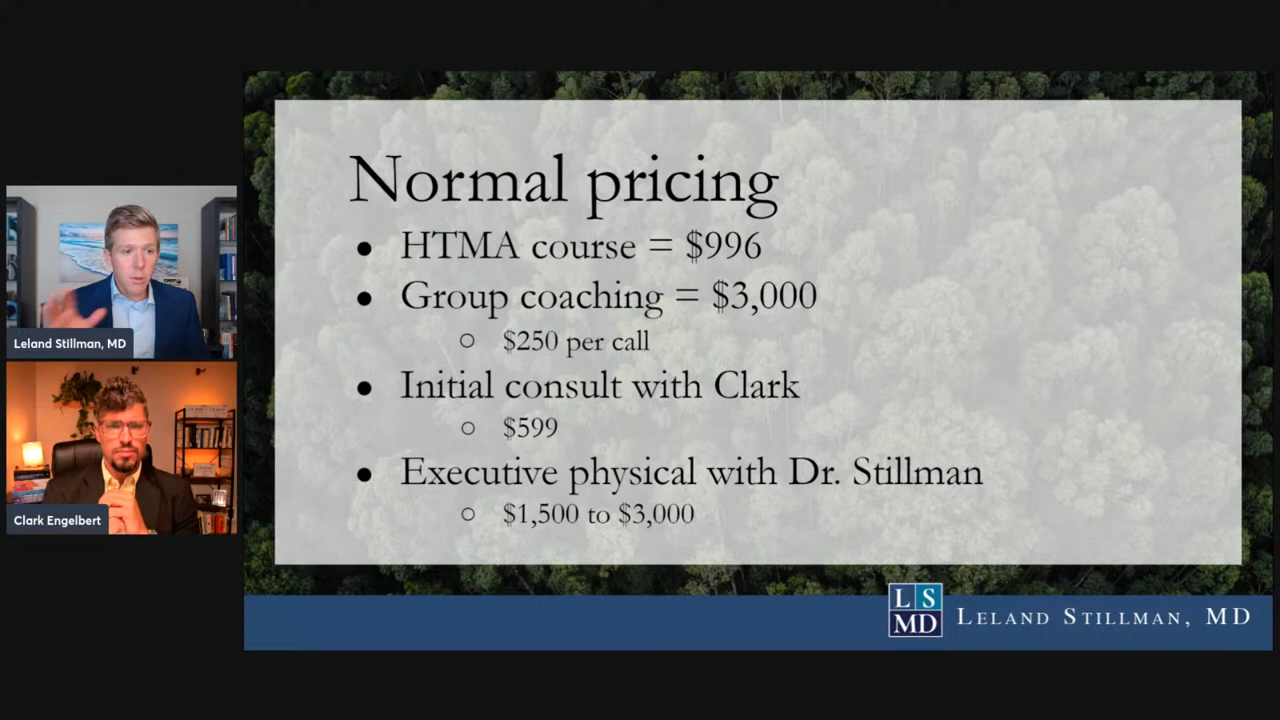 Normal pricing
● HTMA course = $996
● Group coaching = $3,000
○ $250 per call
● Initial consult with Clark
○ $599
● Executive physical with Dr. Stillman
○ $1,500 to $3,000
Leland Stillman, MD
Clark Engelbert
L S
MD
LELAND STILLMAN, MD